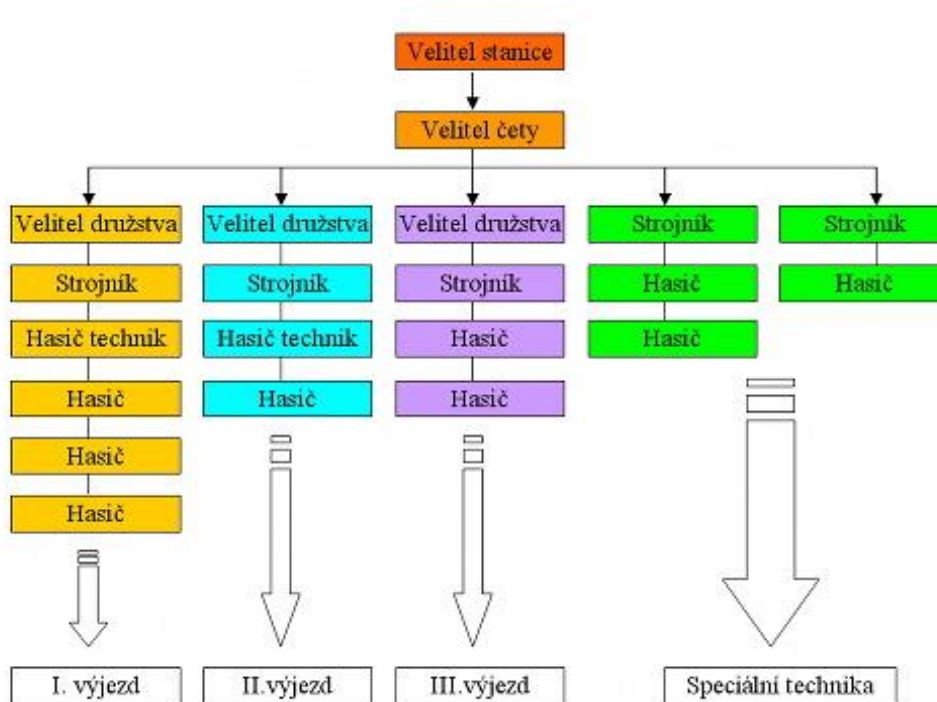 Velitel stanice
Velitel čety
Velitel družstva
Strojník
Hasič technik
Hasič
Hasič
Hasič
Velitel družstva
Strojník
Hasič technik
Hasič
Velitel družstva
Strojník
Hasič
Hasič
Strojník
Hasič
Hasič
Strojník
Hasič
I. výjezd
II.výjezd
III.výjezd
Speciální technika